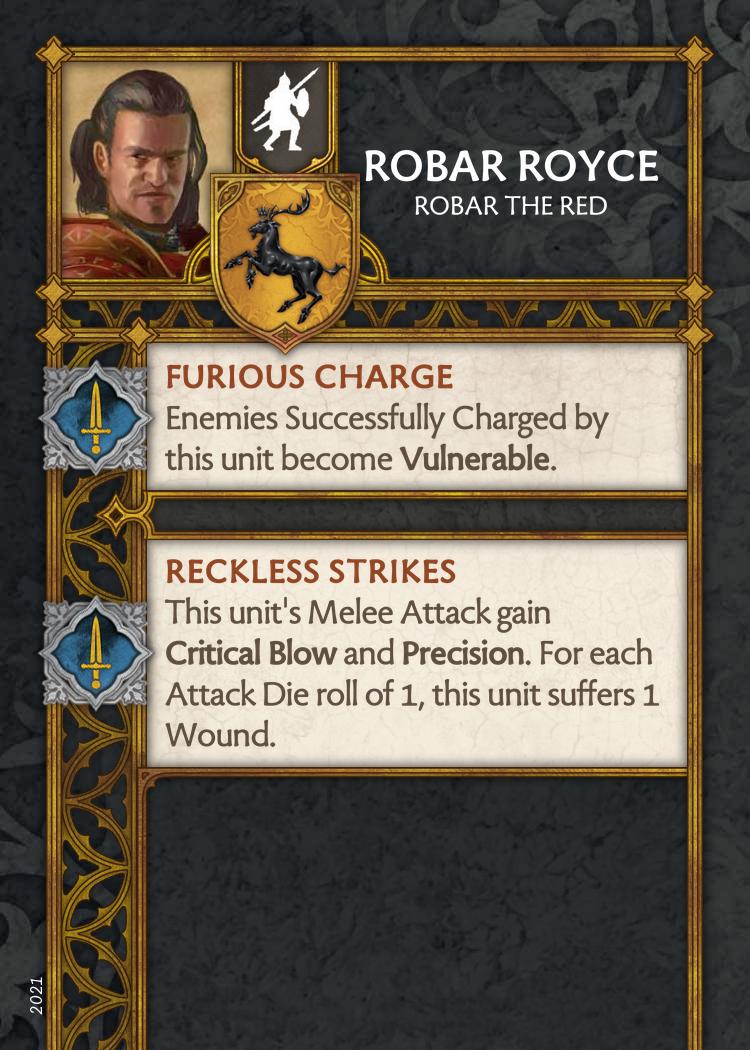 ROBAR ROYCE
ROBAR THE RED
FURIOUS CHARGE
Enemies Successfully Charged by
this unit become Vulnerable.
RECKLESS STRIKES
This unit's Melee Attack gain
Critical Blow and Precision. For each
Attack Die roll of 1, this unit suffers 1
Wound.
2021